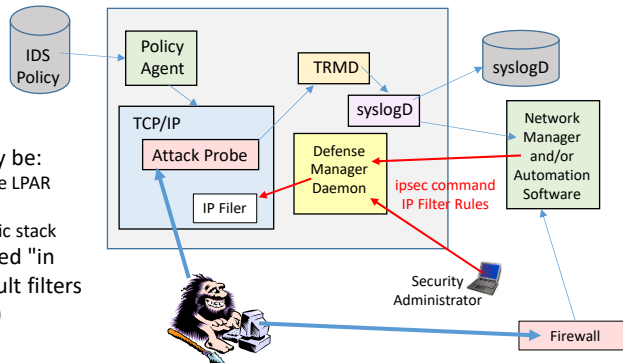 IDS
Policy
Policy
Agent
TRMD
syslogD
syslogD
TCP/IP
Attack Probe
IP Filer
Defense
Manager
Daemon
ipsec command
IP Filter Rules
Network
Manager
and/or
Automation
Software
y be:
e LPAR
ic stack
ed "in
ult filters
)
Security
Administrator
Firewall